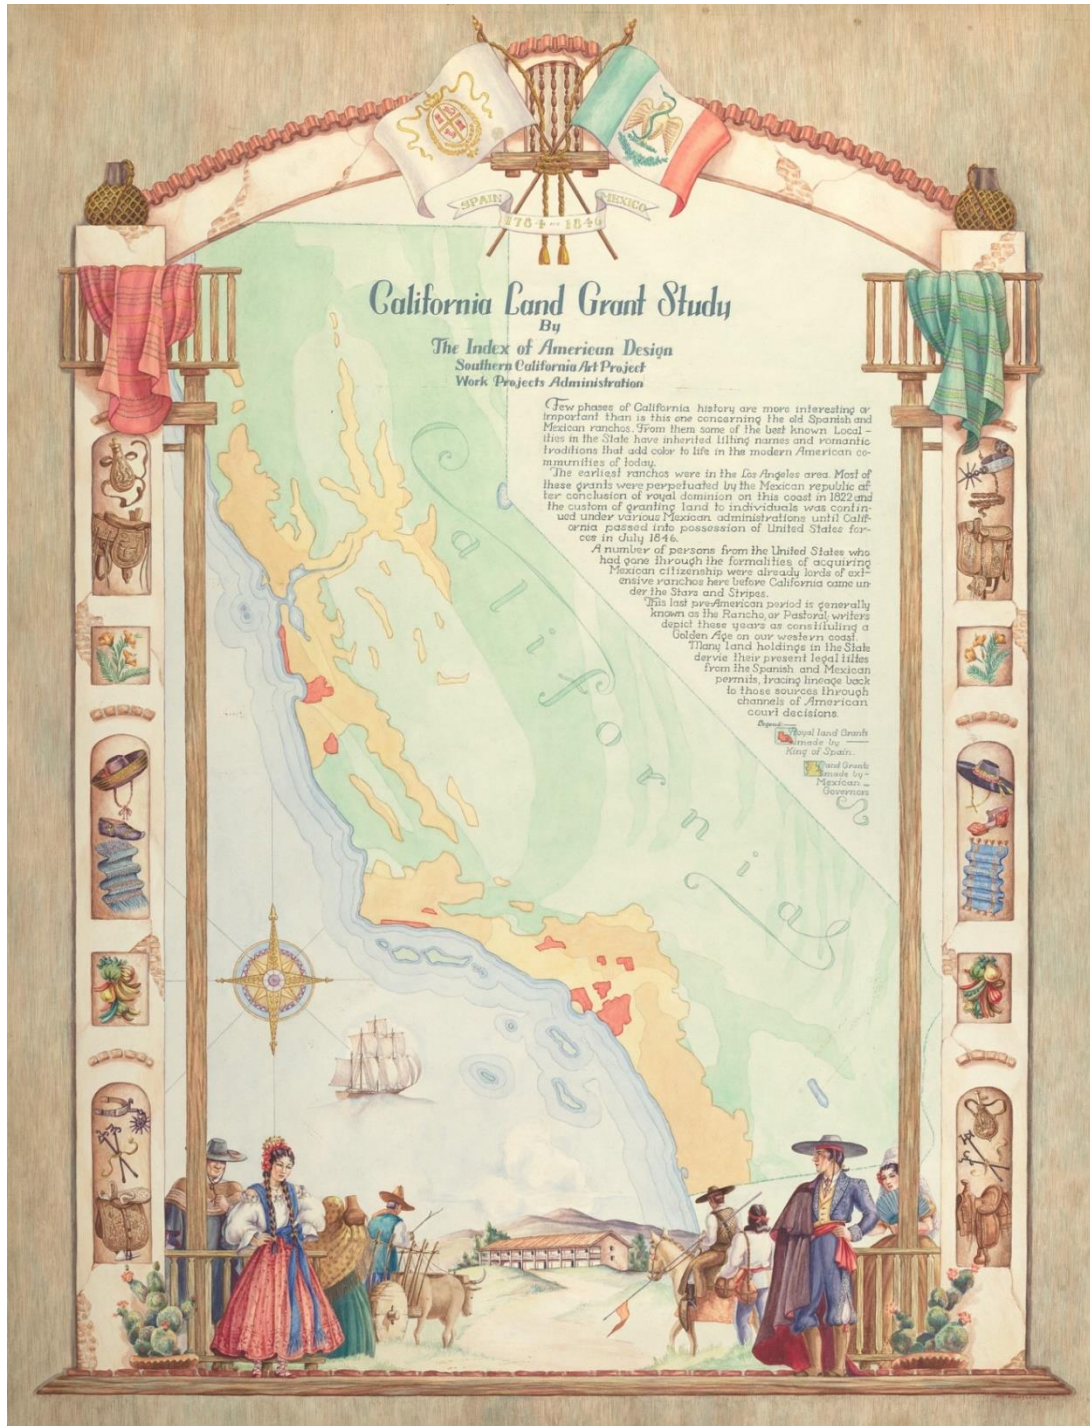 SPAIN MEXICO
1784 - 1846
California Land Grant Study
By
The Index of American Design
Southern California Art Project
Work Projects Administration
Few phases of California history are more interesting or
important than is this one concerning the old Spanish and
Mexican ranchos. From them some of the best known Local-
ities in the State have inherited lilting names and romantic
traditions that add color to life in the modern American co-
mmunities of today.
The earliest ranchos were in the Los Angeles area. Most of
these grants were perpetuated by the Mexican republic af-
ter conclusion of royal dominion on this coast in 1822 and
the custom of granting land to individuals was contin-
ued under various Mexican administrations until Calif-
ornia passed into possession of United States for-
ces in July 1846.
A number of persons from the United States who
had gone through the formalities of acquiring
Mexican citizenship were already lords of ext-
ensive ranchos here before California came un-
der the Stars and Stripes.
This last pre-American period is generally
known as the Rancho, or Pastoral; writers
depict these years as constituting a
Golden Age on our western coast.
Many land holdings in the State
dervie their present legal titles
from the Spanish and Mexican
permits, tracing lineage back
to those sources through
channels of American
court decisions.
Legend
Royal land Grants
made by
King of Spain.
Land Grants
made by -
Mexican
Governors
Californias